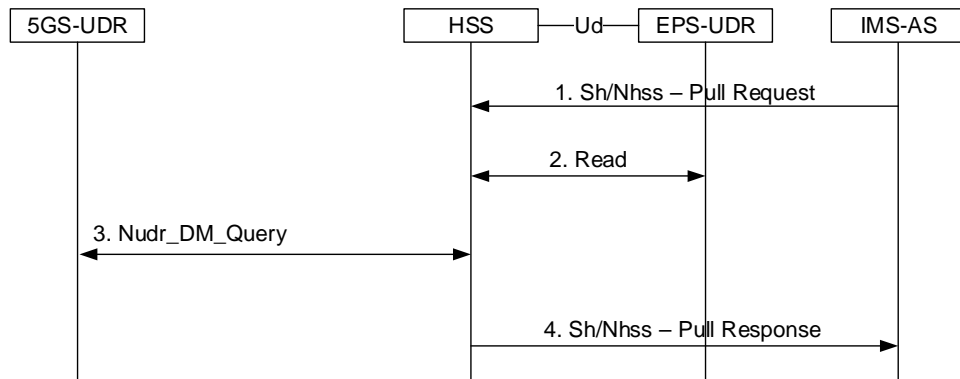 5GS-UDR
HSS
Ud
EPS-UDR
IMS-AS
1. Sh/Nhss – Pull Request
2. Read
3. Nudr_DM_Query
4. Sh/Nhss – Pull Response